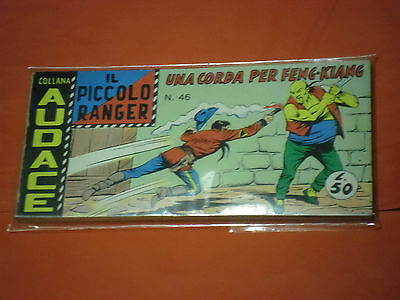 COLLANA
AUDACE
IL
PICCOLO
RANGER
UNA CORDA PER FENG-KIANG
N. 46
L. 50